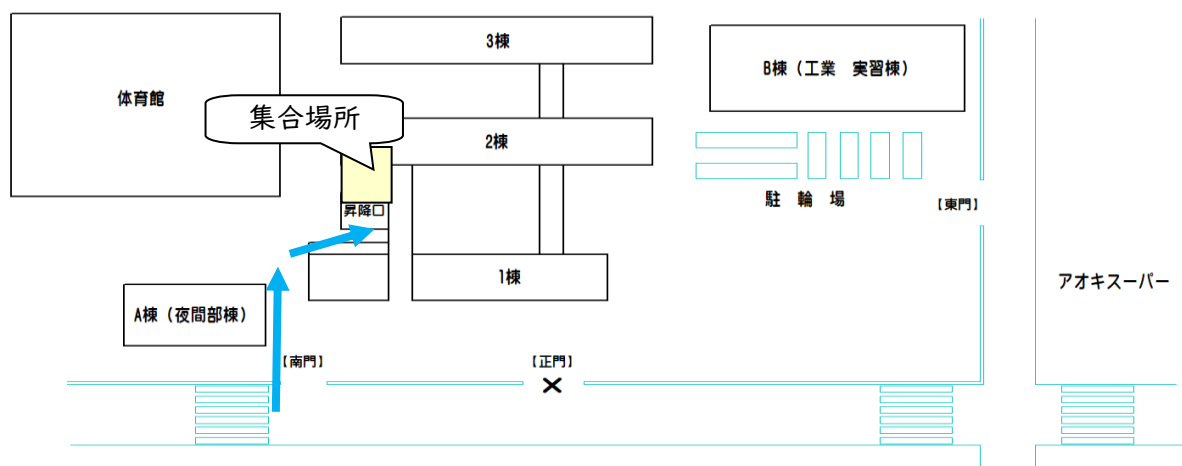 3棟
B棟（工業　実習棟）
体育館
集合場所
2棟
駐　輪　場
【東門】
昇降口
1棟
アオキスーパー
A棟（夜間部棟）
【南門】
【正門】
×